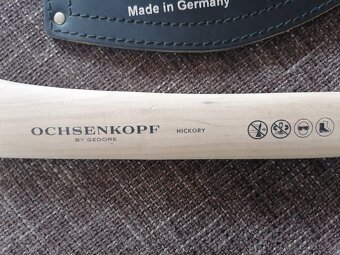 Made in Germany
OCHSENKOPF HICKORY
BY GEDORE